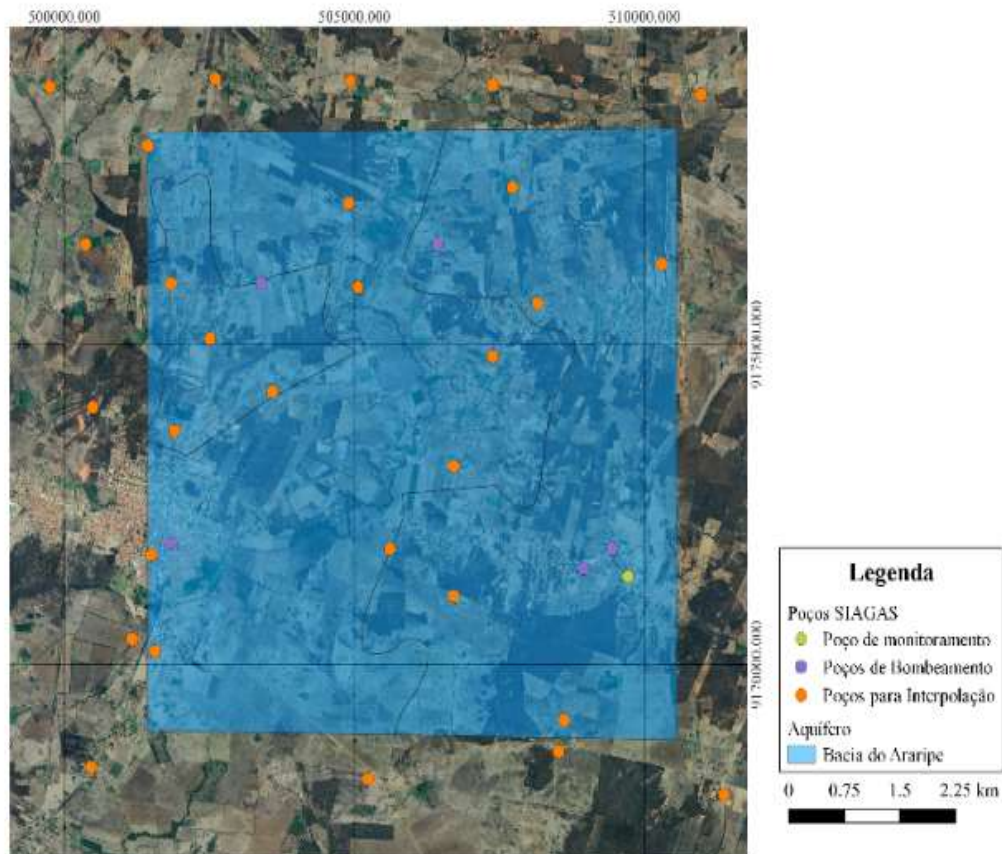 500000.000
505000.000
510000.000
9175000.000
9170000.000
Legenda
Poços SIAGAS
Poço de monitoramento
Poços de Bombeamento
Poços para Interpolação
Aquífero
Bacia do Araripe
0 0.75 1.5 2.25 km